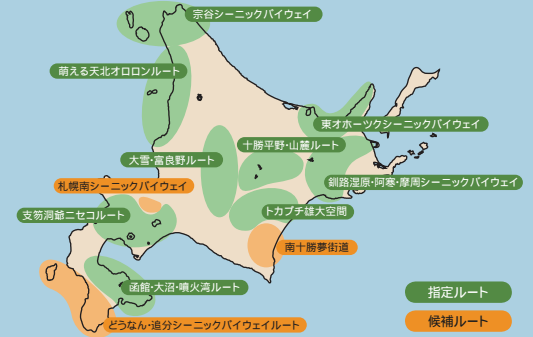 宗谷シーニックバイウェイ
萌える天北オロロンルート
東オホーツクシーニックバイウェイ
十勝平野・山麓ルート
大雪・富良野ルート
釧路湿原・阿寒・摩周シーニックバイウェイ
札幌南シーニックバイウェイ
支笏洞爺ニセコルート
トカプチ雄大空間
南十勝夢街道
函館・大沼・噴火湾ルート
指定ルート
どうなん・追分シーニックバイウェイルート
候補ルート